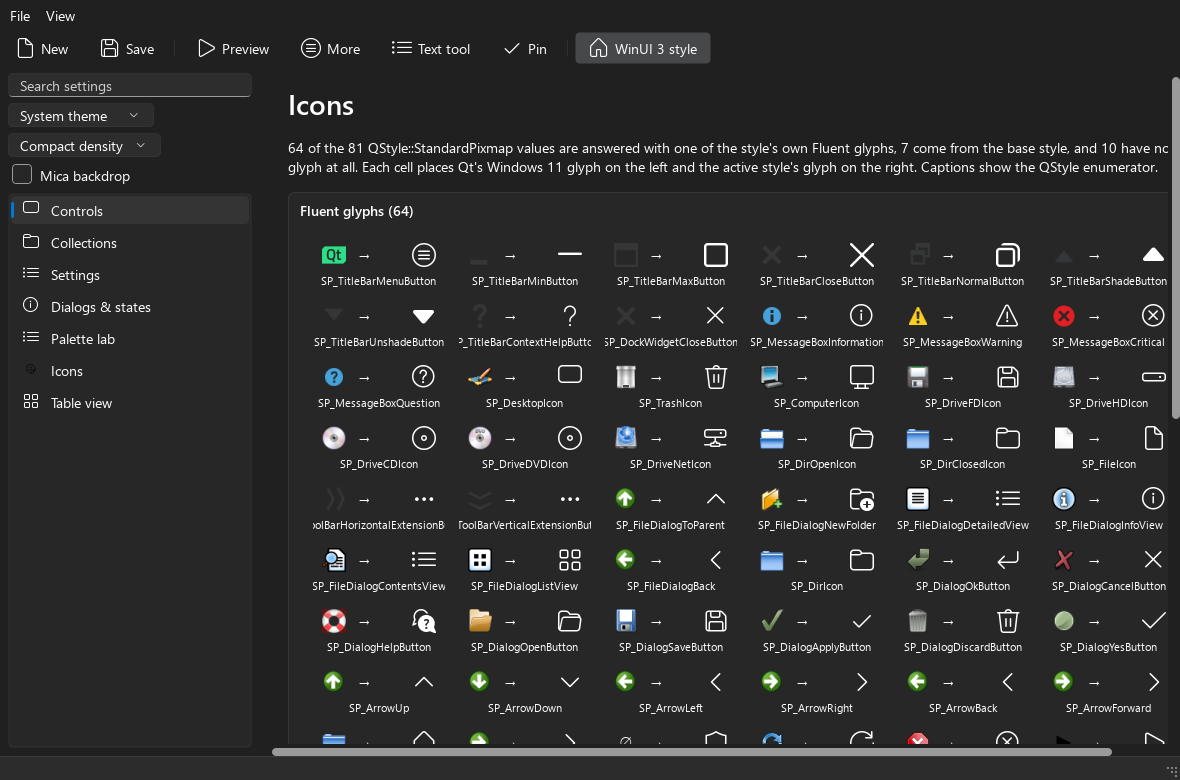 File View
New Save Preview More Text tool Pin WinUI 3 style
Search settings
System theme
Compact density
Mica backdrop
Controls
Collections
Settings
Dialogs & states
Palette lab
Icons
Table view
Icons
64 of the 81 QStyle::StandardPixmap values are answered with one of the style's own Fluent glyphs, 7 come from the base style, and 10 have no
glyph at all. Each cell places Qt's Windows 11 glyph on the left and the active style's glyph on the right. Captions show the QStyle enumerator.
Fluent glyphs (64)
Qt → → → → → →
SP_TitleBarMenuButton SP_TitleBarMinButton SP_TitleBarMaxButton SP_TitleBarCloseButton SP_TitleBarNormalButton SP_TitleBarShadeButton
→ → → → → →
SP_TitleBarUnshadeButton P_TitleBarContextHelpButto SP_DockWidgetCloseButton SP_MessageBoxInformation SP_MessageBoxWarning SP_MessageBoxCritical
→ → → → → →
SP_MessageBoxQuestion SP_DesktopIcon SP_TrashIcon SP_ComputerIcon SP_DriveFDIcon SP_DriveHDIcon
→ → → → → →
SP_DriveCDIcon SP_DriveDVDIcon SP_DriveNetIcon SP_DirOpenIcon SP_DirClosedIcon SP_FileIcon
→ → → → → →
oolBarHorizontalExtensionB ToolBarVerticalExtensionBut SP_FileDialogToParent SP_FileDialogNewFolder SP_FileDialogDetailedView SP_FileDialogInfoView
→ → → → → →
SP_FileDialogContentsView SP_FileDialogListView SP_FileDialogBack SP_DirIcon SP_DialogOkButton SP_DialogCancelButton
→ → → → → →
SP_DialogHelpButton SP_DialogOpenButton SP_DialogSaveButton SP_DialogApplyButton SP_DialogDiscardButton SP_DialogYesButton
→ → → → → →
SP_ArrowUp SP_ArrowDown SP_ArrowLeft SP_ArrowRight SP_ArrowBack SP_ArrowForward
→ → → → → →